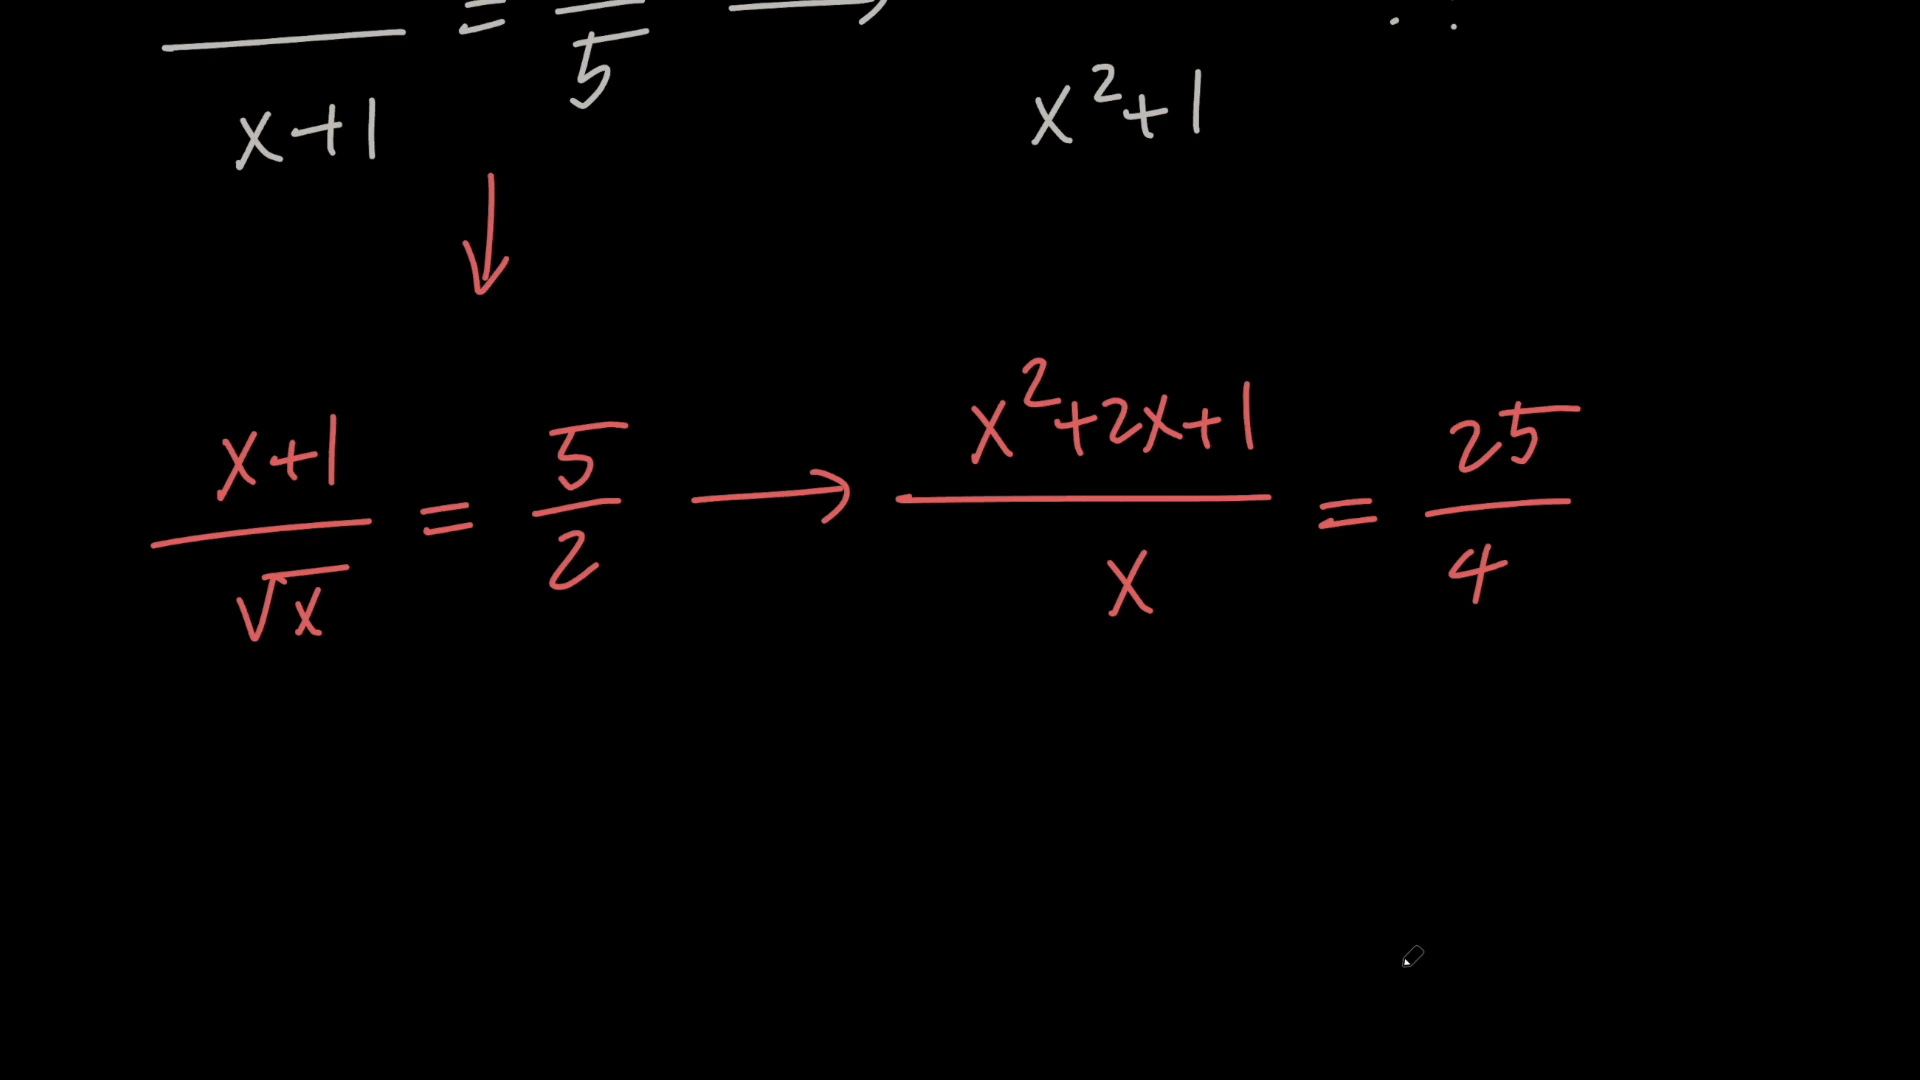 = 5 →
x+1 x²+1
↓
(x+1)/√x = 5/2 → (x²+2x+1)/x = 25/4